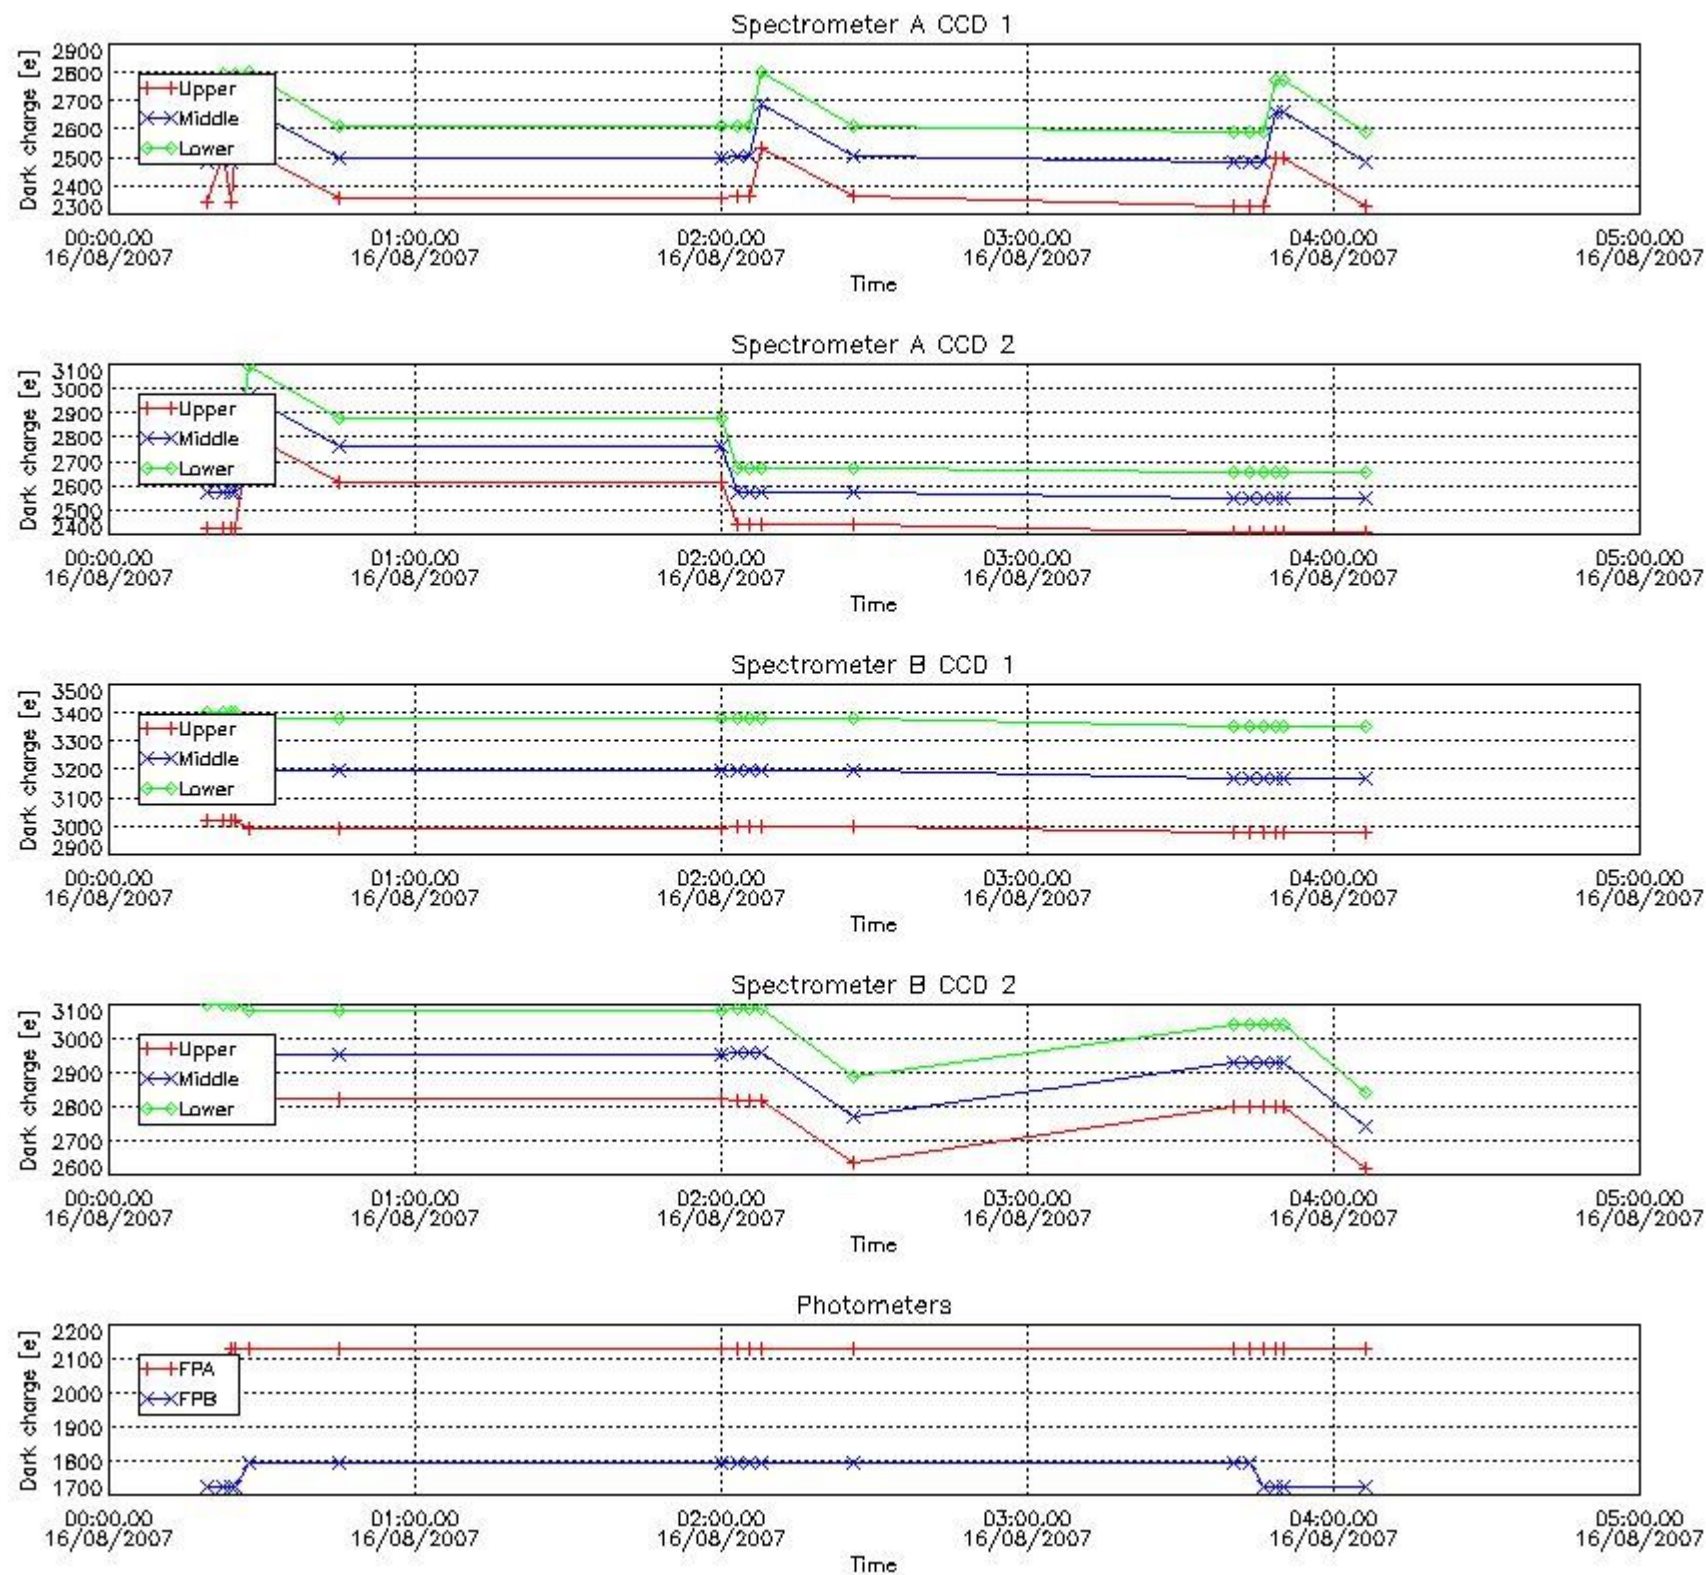 Spectrometer A CCD 1
Dark charge [e]
2900
2800
2700
2600
2500
2400
2300
Upper
Middle
Lower
00:00.00 01:00.00 02:00.00 03:00.00 04:00.00 05:00.00
16/08/2007 16/08/2007 16/08/2007 16/08/2007 16/08/2007 16/08/2007
Time
Spectrometer A CCD 2
Dark charge [e]
3100
3000
2900
2800
2700
2600
2500
2400
Upper
Middle
Lower
00:00.00 01:00.00 02:00.00 03:00.00 04:00.00 05:00.00
16/08/2007 16/08/2007 16/08/2007 16/08/2007 16/08/2007 16/08/2007
Time
Spectrometer B CCD 1
Dark charge [e]
3500
3400
3300
3200
3100
3000
2900
Upper
Middle
Lower
00:00.00 01:00.00 02:00.00 03:00.00 04:00.00 05:00.00
16/08/2007 16/08/2007 16/08/2007 16/08/2007 16/08/2007 16/08/2007
Time
Spectrometer B CCD 2
Dark charge [e]
3100
3000
2900
2800
2700
2600
Upper
Middle
Lower
00:00.00 01:00.00 02:00.00 03:00.00 04:00.00 05:00.00
16/08/2007 16/08/2007 16/08/2007 16/08/2007 16/08/2007 16/08/2007
Time
Photometers
Dark charge [e]
2200
2100
2000
1900
1800
1700
FPA
FPB
00:00.00 01:00.00 02:00.00 03:00.00 04:00.00 05:00.00
16/08/2007 16/08/2007 16/08/2007 16/08/2007 16/08/2007 16/08/2007
Time